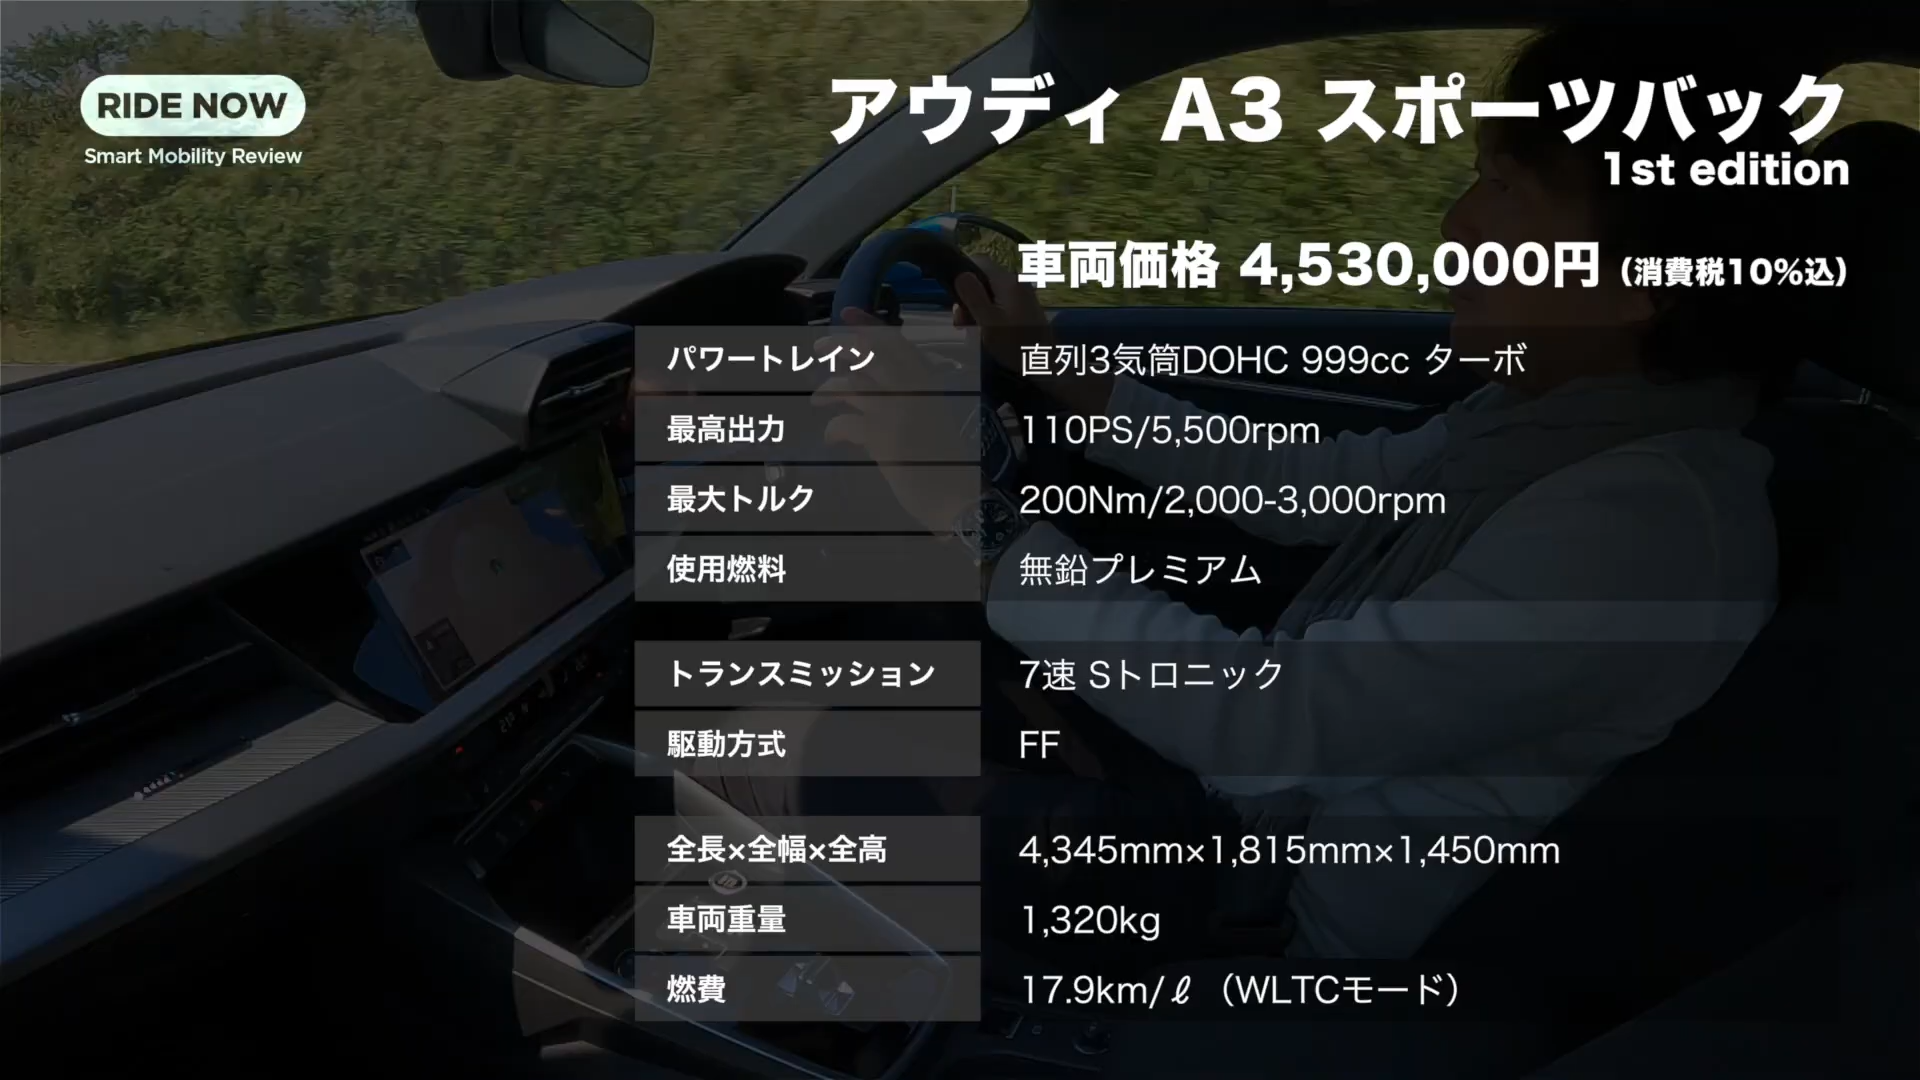 RIDE NOW
Smart Mobility Review
アウディ A3 スポーツバック
1st edition
車両価格 4,530,000円（消費税10%込）
パワートレイン 直列3気筒DOHC 999cc ターボ
最高出力 110PS/5,500rpm
最大トルク 200Nm/2,000-3,000rpm
使用燃料 無鉛プレミアム
トランスミッション 7速 Sトロニック
駆動方式 FF
全長×全幅×全高 4,345mm×1,815mm×1,450mm
車両重量 1,320kg
燃費 17.9km/ℓ（WLTCモード）